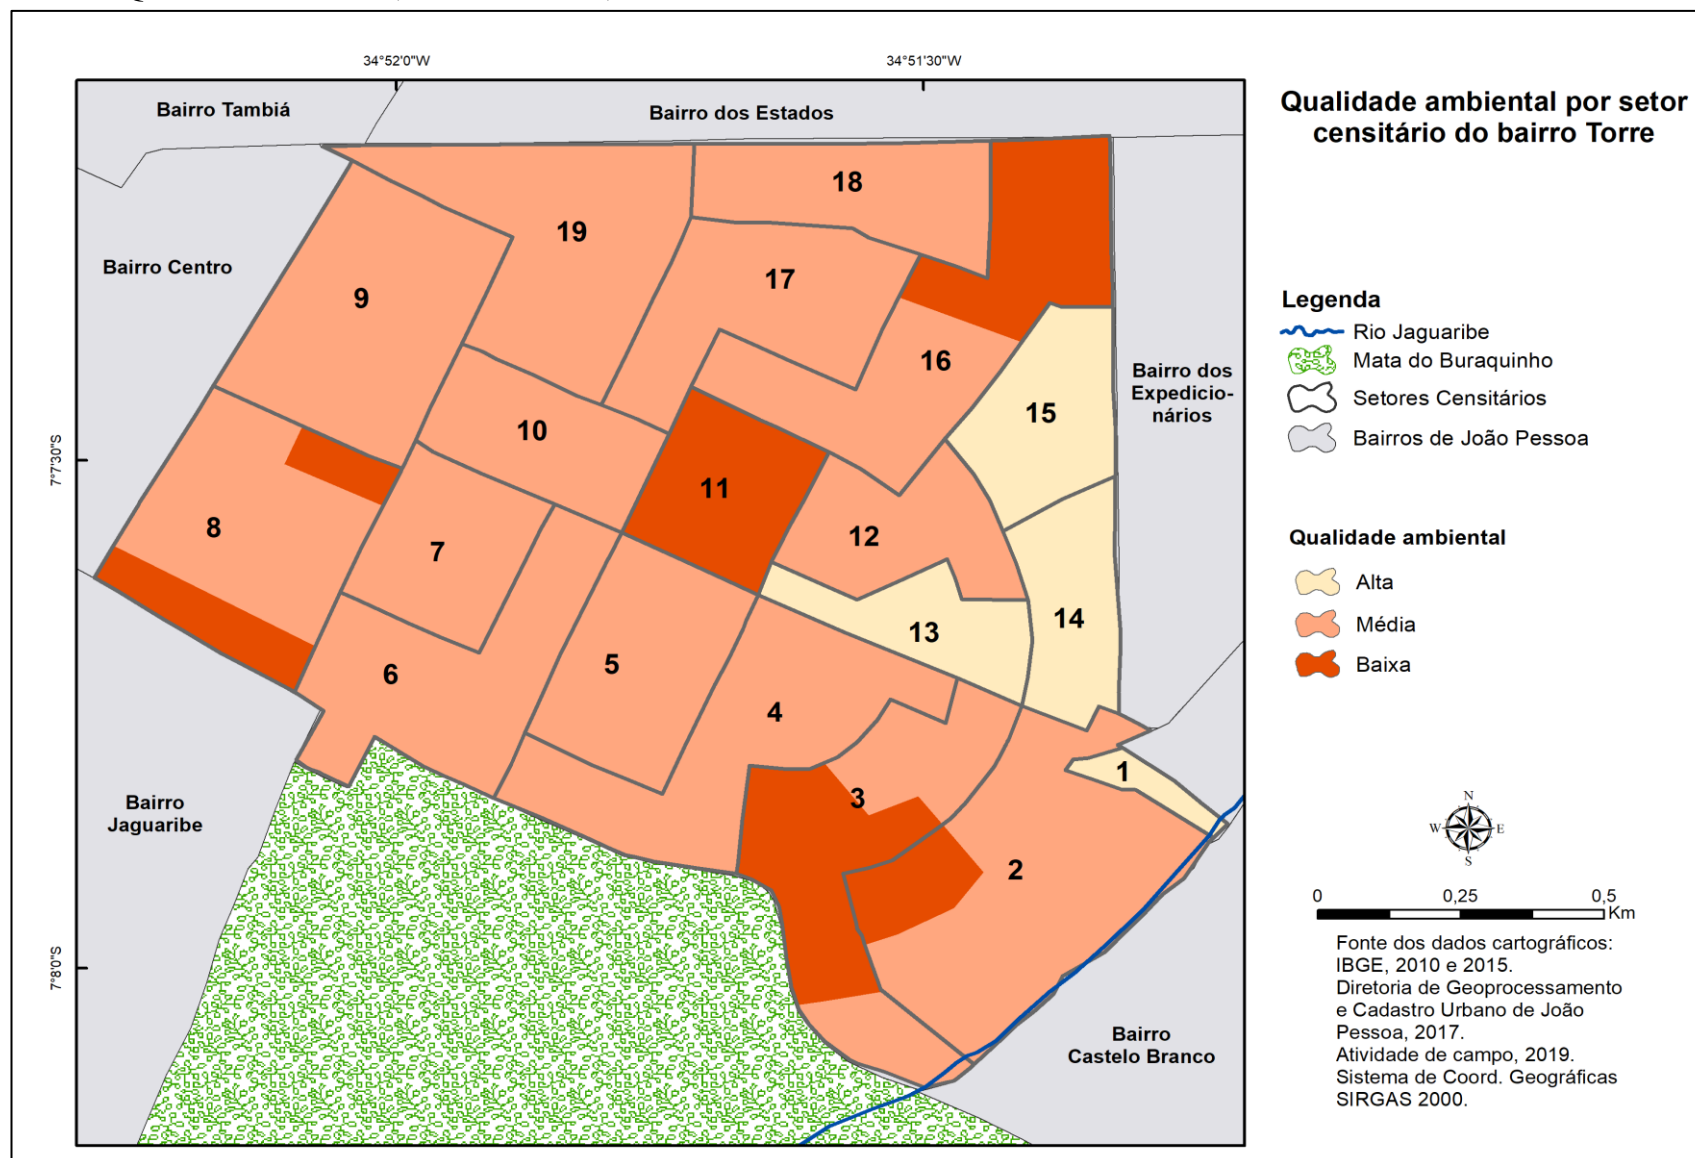 34°52'0"W
34°51'30"W
Bairro Tambiá
Bairro dos Estados
Qualidade ambiental por setor
censitário do bairro Torre
18
19
Bairro Centro
17
9
Legenda
Rio Jaguaribe
Mata do Buraquinho
Setores Censitários
Bairros de João Pessoa
16
Bairro dos
Expedicio-
nários
15
10
7°7'30"S
11
8
12
7
Qualidade ambiental
Alta
Média
Baixa
14
13
5
6
4
1
3
Bairro
Jaguaribe
2
N
W
E
S
0
0,25
0,5
Km
7°8'0"S
Bairro
Castelo Branco
Fonte dos dados cartográficos:
IBGE, 2010 e 2015.
Diretoria de Geoprocessamento
e Cadastro Urbano de João
Pessoa, 2017.
Atividade de campo, 2019.
Sistema de Coord. Geográficas
SIRGAS 2000.